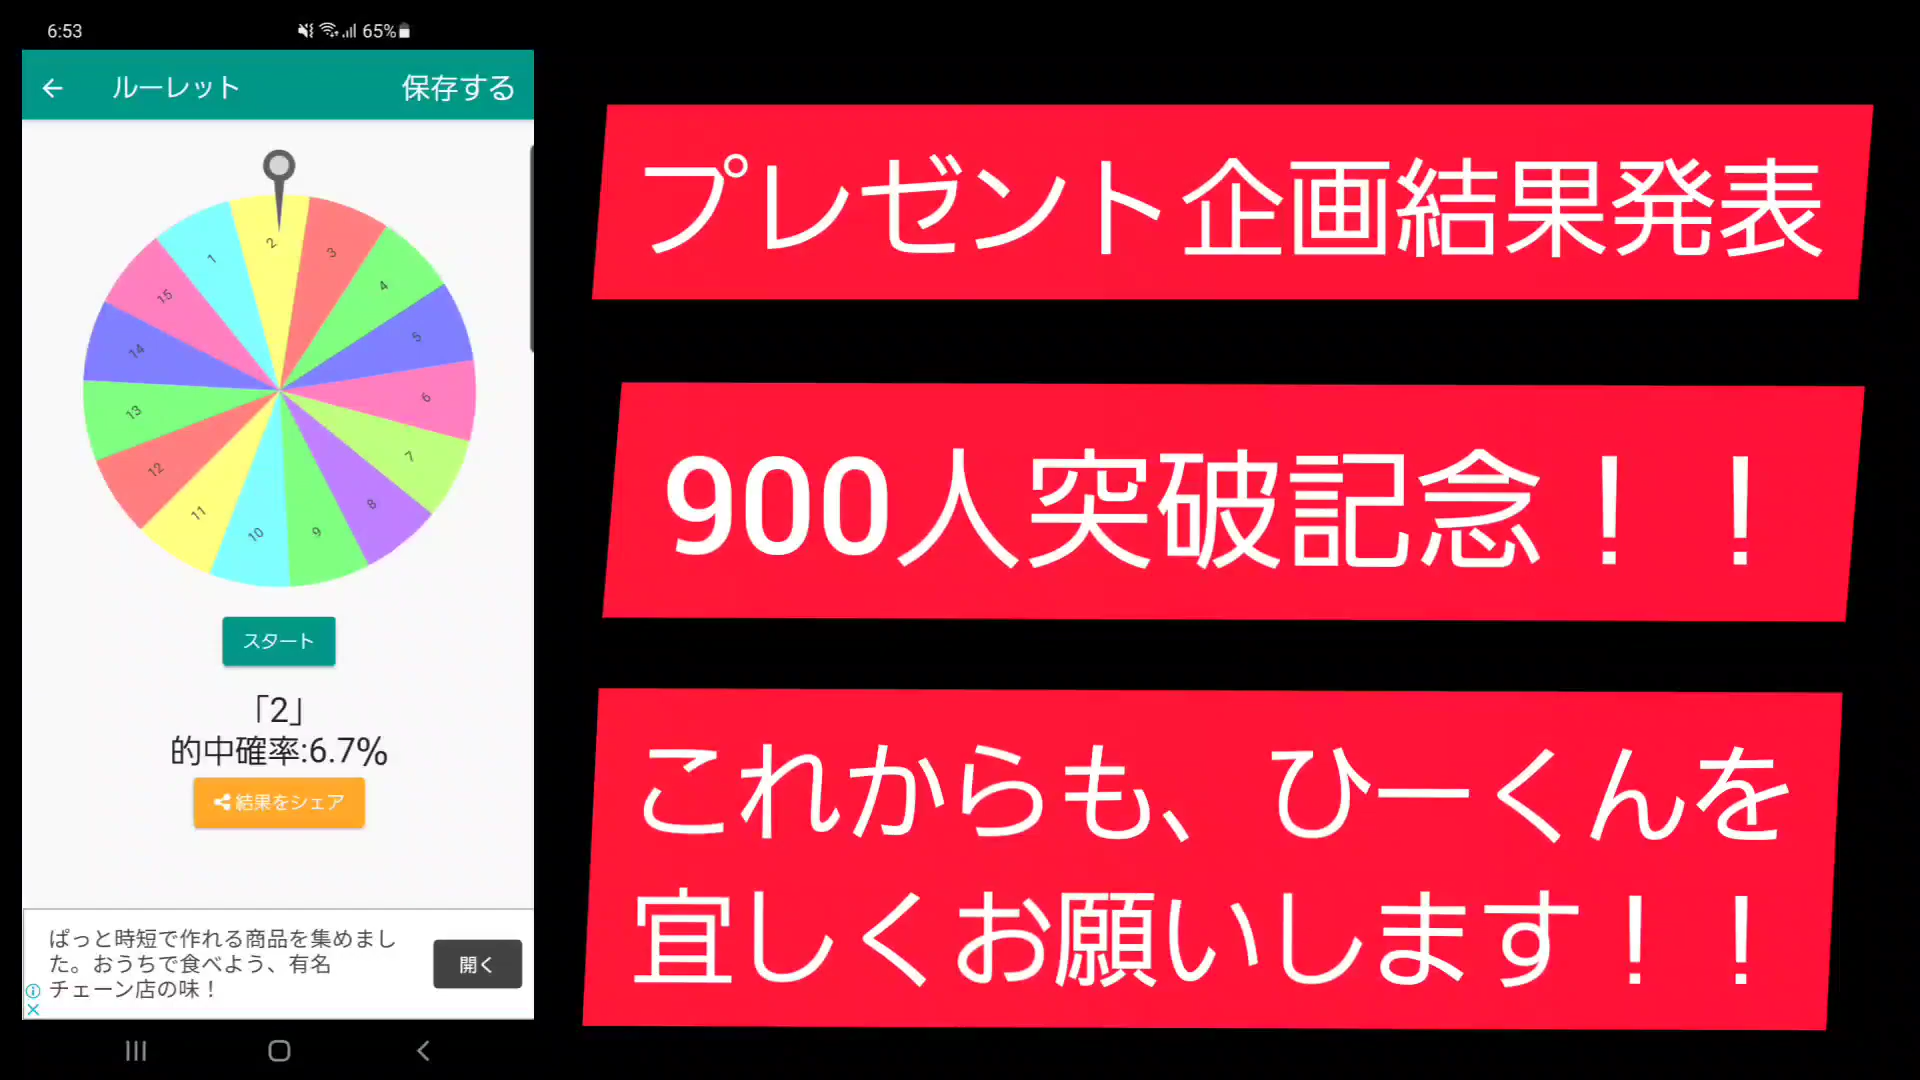 6:53
65%
ルーレット
保存する
1
2
3
4
5
6
7
8
9
10
11
12
13
14
15
スタート
「2」
的中確率:6.7%
結果をシェア
ぱっと時短で作れる商品を集めまし
た。おうちで食べよう、有名
チェーン店の味！
開く
プレゼント企画結果発表
900人突破記念！！
これからも、ひーくんを
宜しくお願いします！！